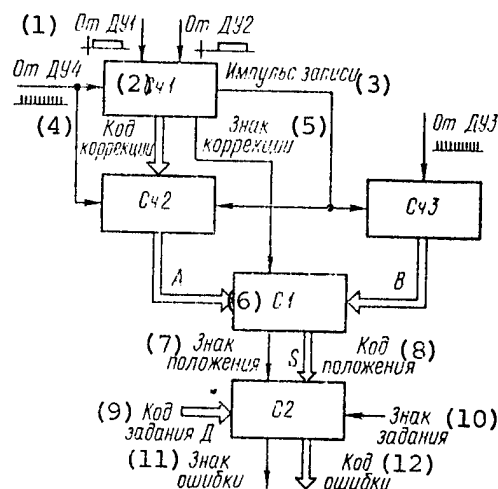 (1) От ДУ1 От ДУ2
От ДУ4 (2) Сч1 Импульс записи (3)
(4) Код коррекции
Знак (5) коррекции
От ДУ3
Сч2
Сч3
A
B
(6) С1
(7) Знак положения
S
Код (8) положения
(9) Код задания Д
С2
Знак (10) задания
(11) Знак ошибки
Код (12) ошибки